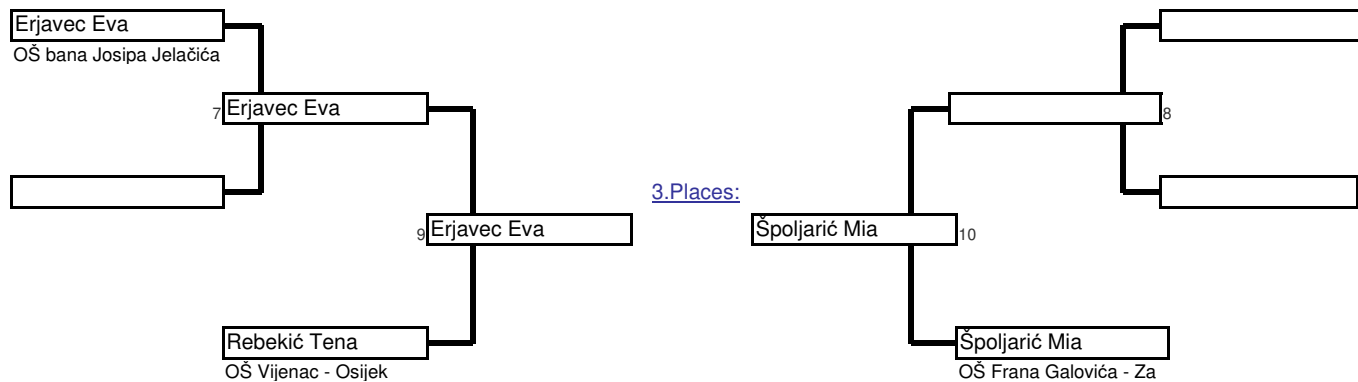 Erjavec Eva
OŠ bana Josipa Jelačića
7 Erjavec Eva
8
3.Places:
9 Erjavec Eva
Špoljarić Mia 10
Rebekić Tena
OŠ Vijenac - Osijek
Špoljarić Mia
OŠ Frana Galovića - Za